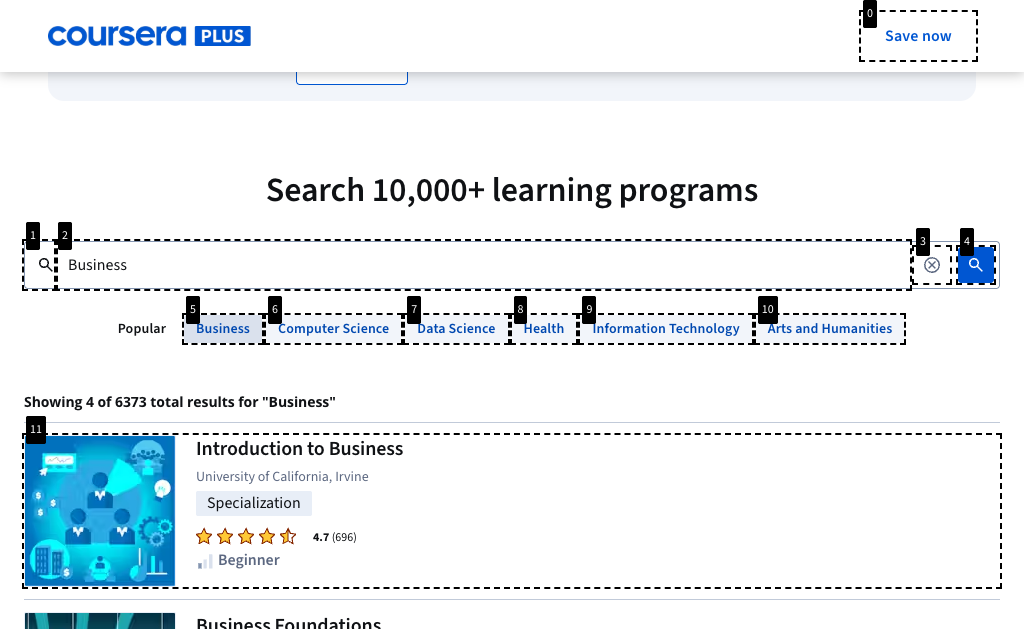 coursera PLUS
0
Save now
Search 10,000+ learning programs
1 2 3 4
Business
5 6 7 8 9 10
Popular Business Computer Science Data Science Health Information Technology Arts and Humanities
Showing 4 of 6373 total results for "Business"
11
Introduction to Business
University of California, Irvine
Specialization
4.7 (696)
Beginner
Business Foundations